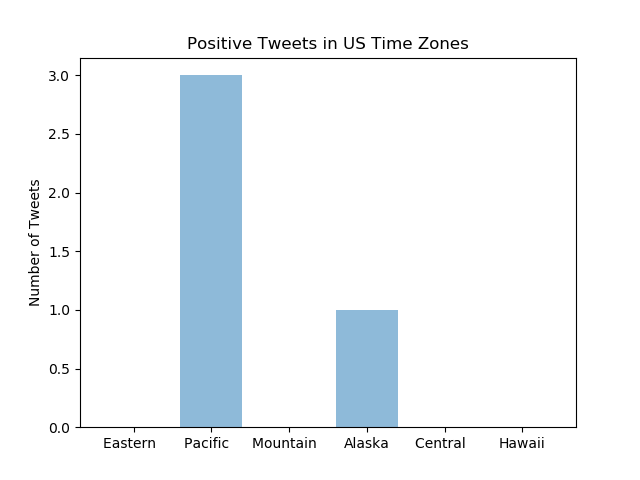 Positive Tweets in US Time Zones
Number of Tweets
3.0
2.5
2.0
1.5
1.0
0.5
0.0
Eastern Pacific Mountain Alaska Central Hawaii